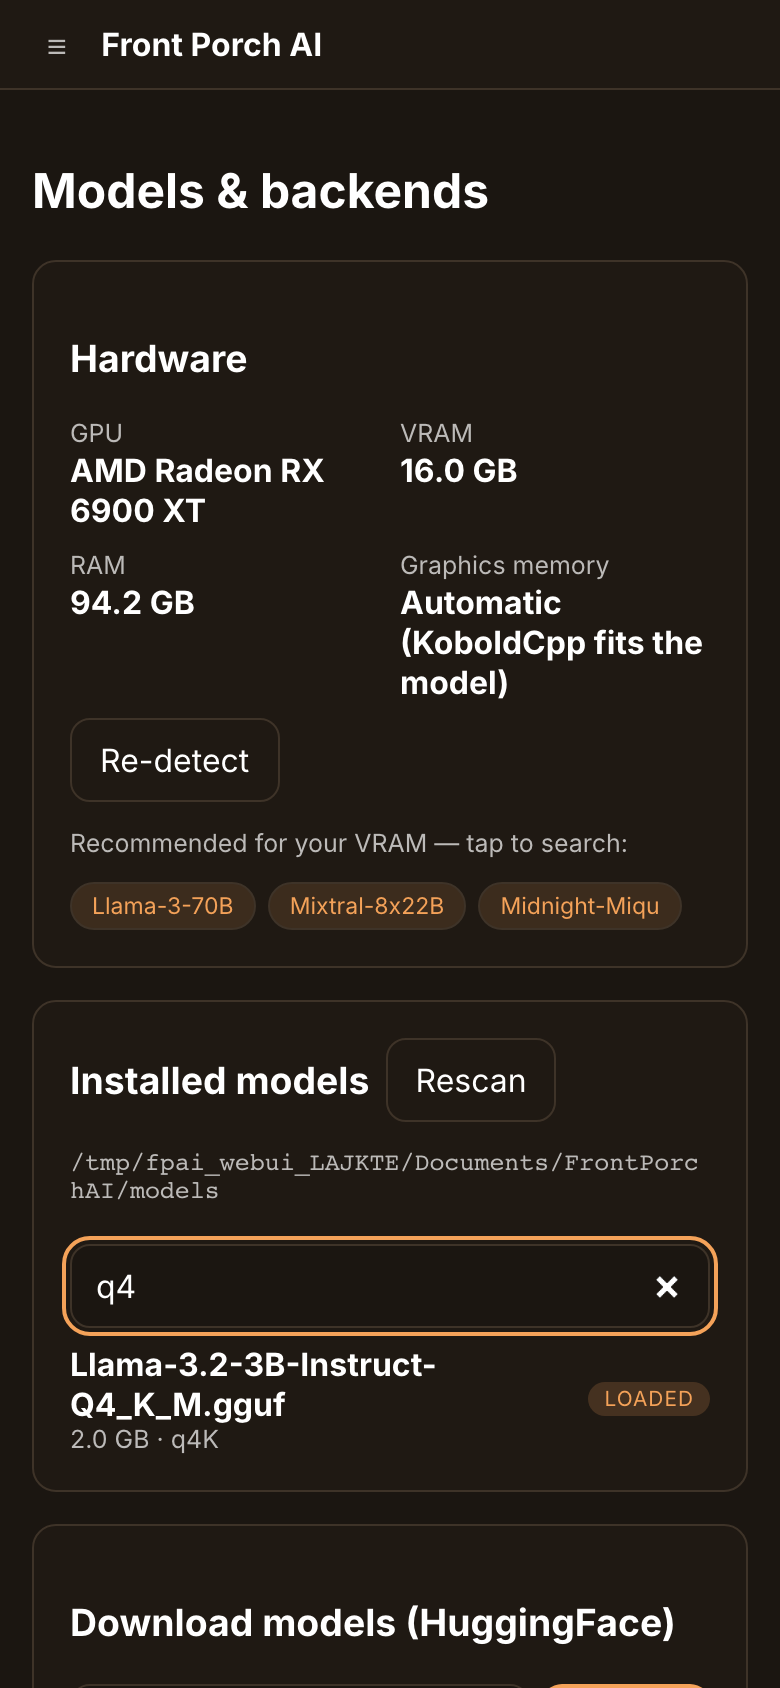 Front Porch AI
Models & backends
Hardware
GPU
AMD Radeon RX
6900 XT
VRAM
16.0 GB
RAM
94.2 GB
Graphics memory
Automatic
(KoboldCpp fits the
model)
Re-detect
Recommended for your VRAM — tap to search:
Llama-3-70B
Mixtral-8x22B
Midnight-Miqu
Installed models
Rescan
/tmp/fpai_webui_LAJKTE/Documents/FrontPorc
hAI/models
q4
Llama-3.2-3B-Instruct-
Q4_K_M.gguf
LOADED
2.0 GB · q4K
Download models (HuggingFace)